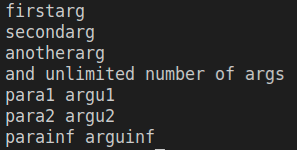 firstarg
secondarg
anotherarg
and unlimited number of args
para1 argu1
para2 argu2
parainf arguinf